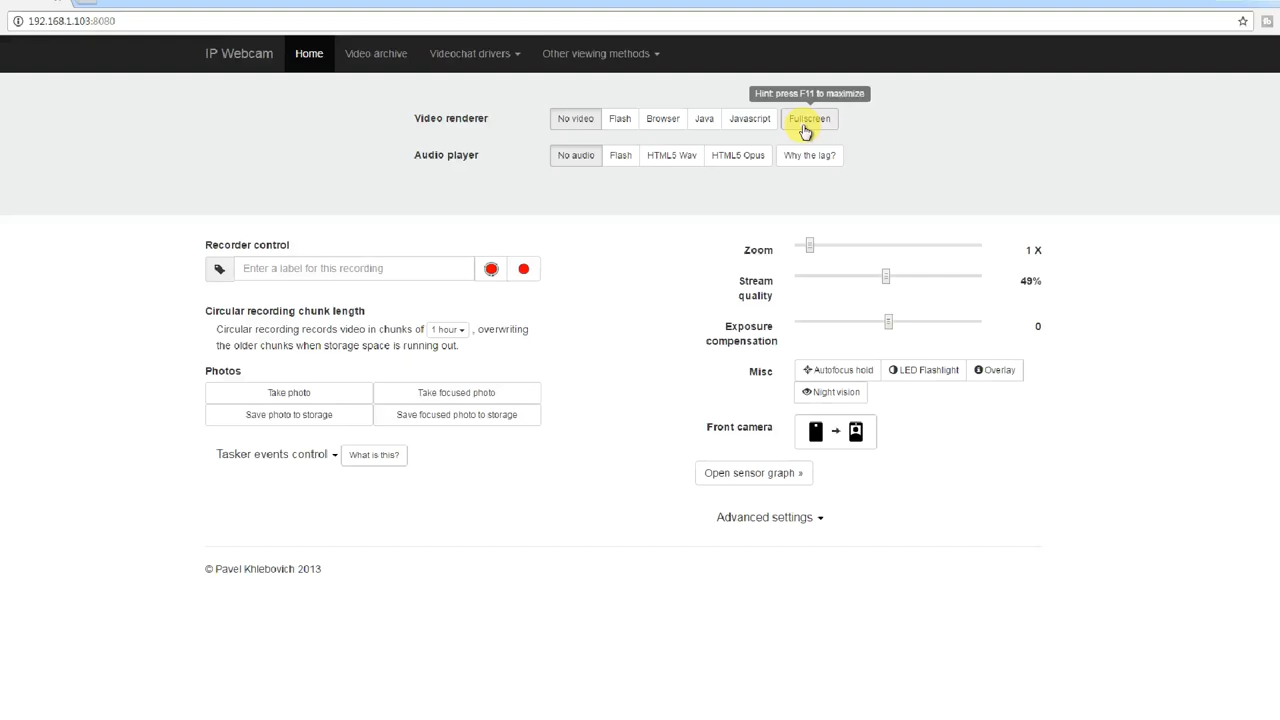 192.168.1.103:8080
IP Webcam Home Video archive Videochat drivers Other viewing methods
Hint: press F11 to maximize
Video renderer No video Flash Browser Java Javascript Fullscreen
Audio player No audio Flash HTML5 Wav HTML5 Opus Why the lag?
Recorder control
Enter a label for this recording
Circular recording chunk length
Circular recording records video in chunks of 1 hour , overwriting
the older chunks when storage space is running out.
Photos
Take photo Take focused photo
Save photo to storage Save focused photo to storage
Tasker events control What is this?
Zoom 1 X
Stream
quality 49%
Exposure
compensation 0
Misc Autofocus hold LED Flashlight Overlay
Night vision
Front camera
Open sensor graph »
Advanced settings
© Pavel Khlebovich 2013